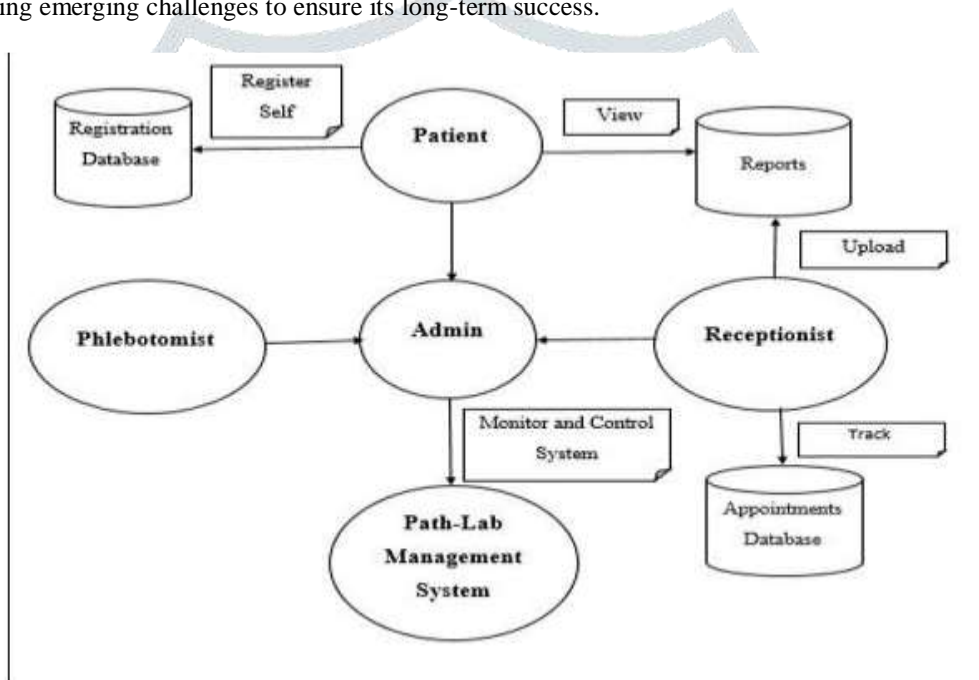 ing emerging challenges to ensure its long-term success.
Register
Self
Registration
Database
Patient
View
Reports
Upload
Phlebotomist
Admin
Receptionist
Monitor and Control
System
Track
Path-Lab
Management
System
Appointments
Database